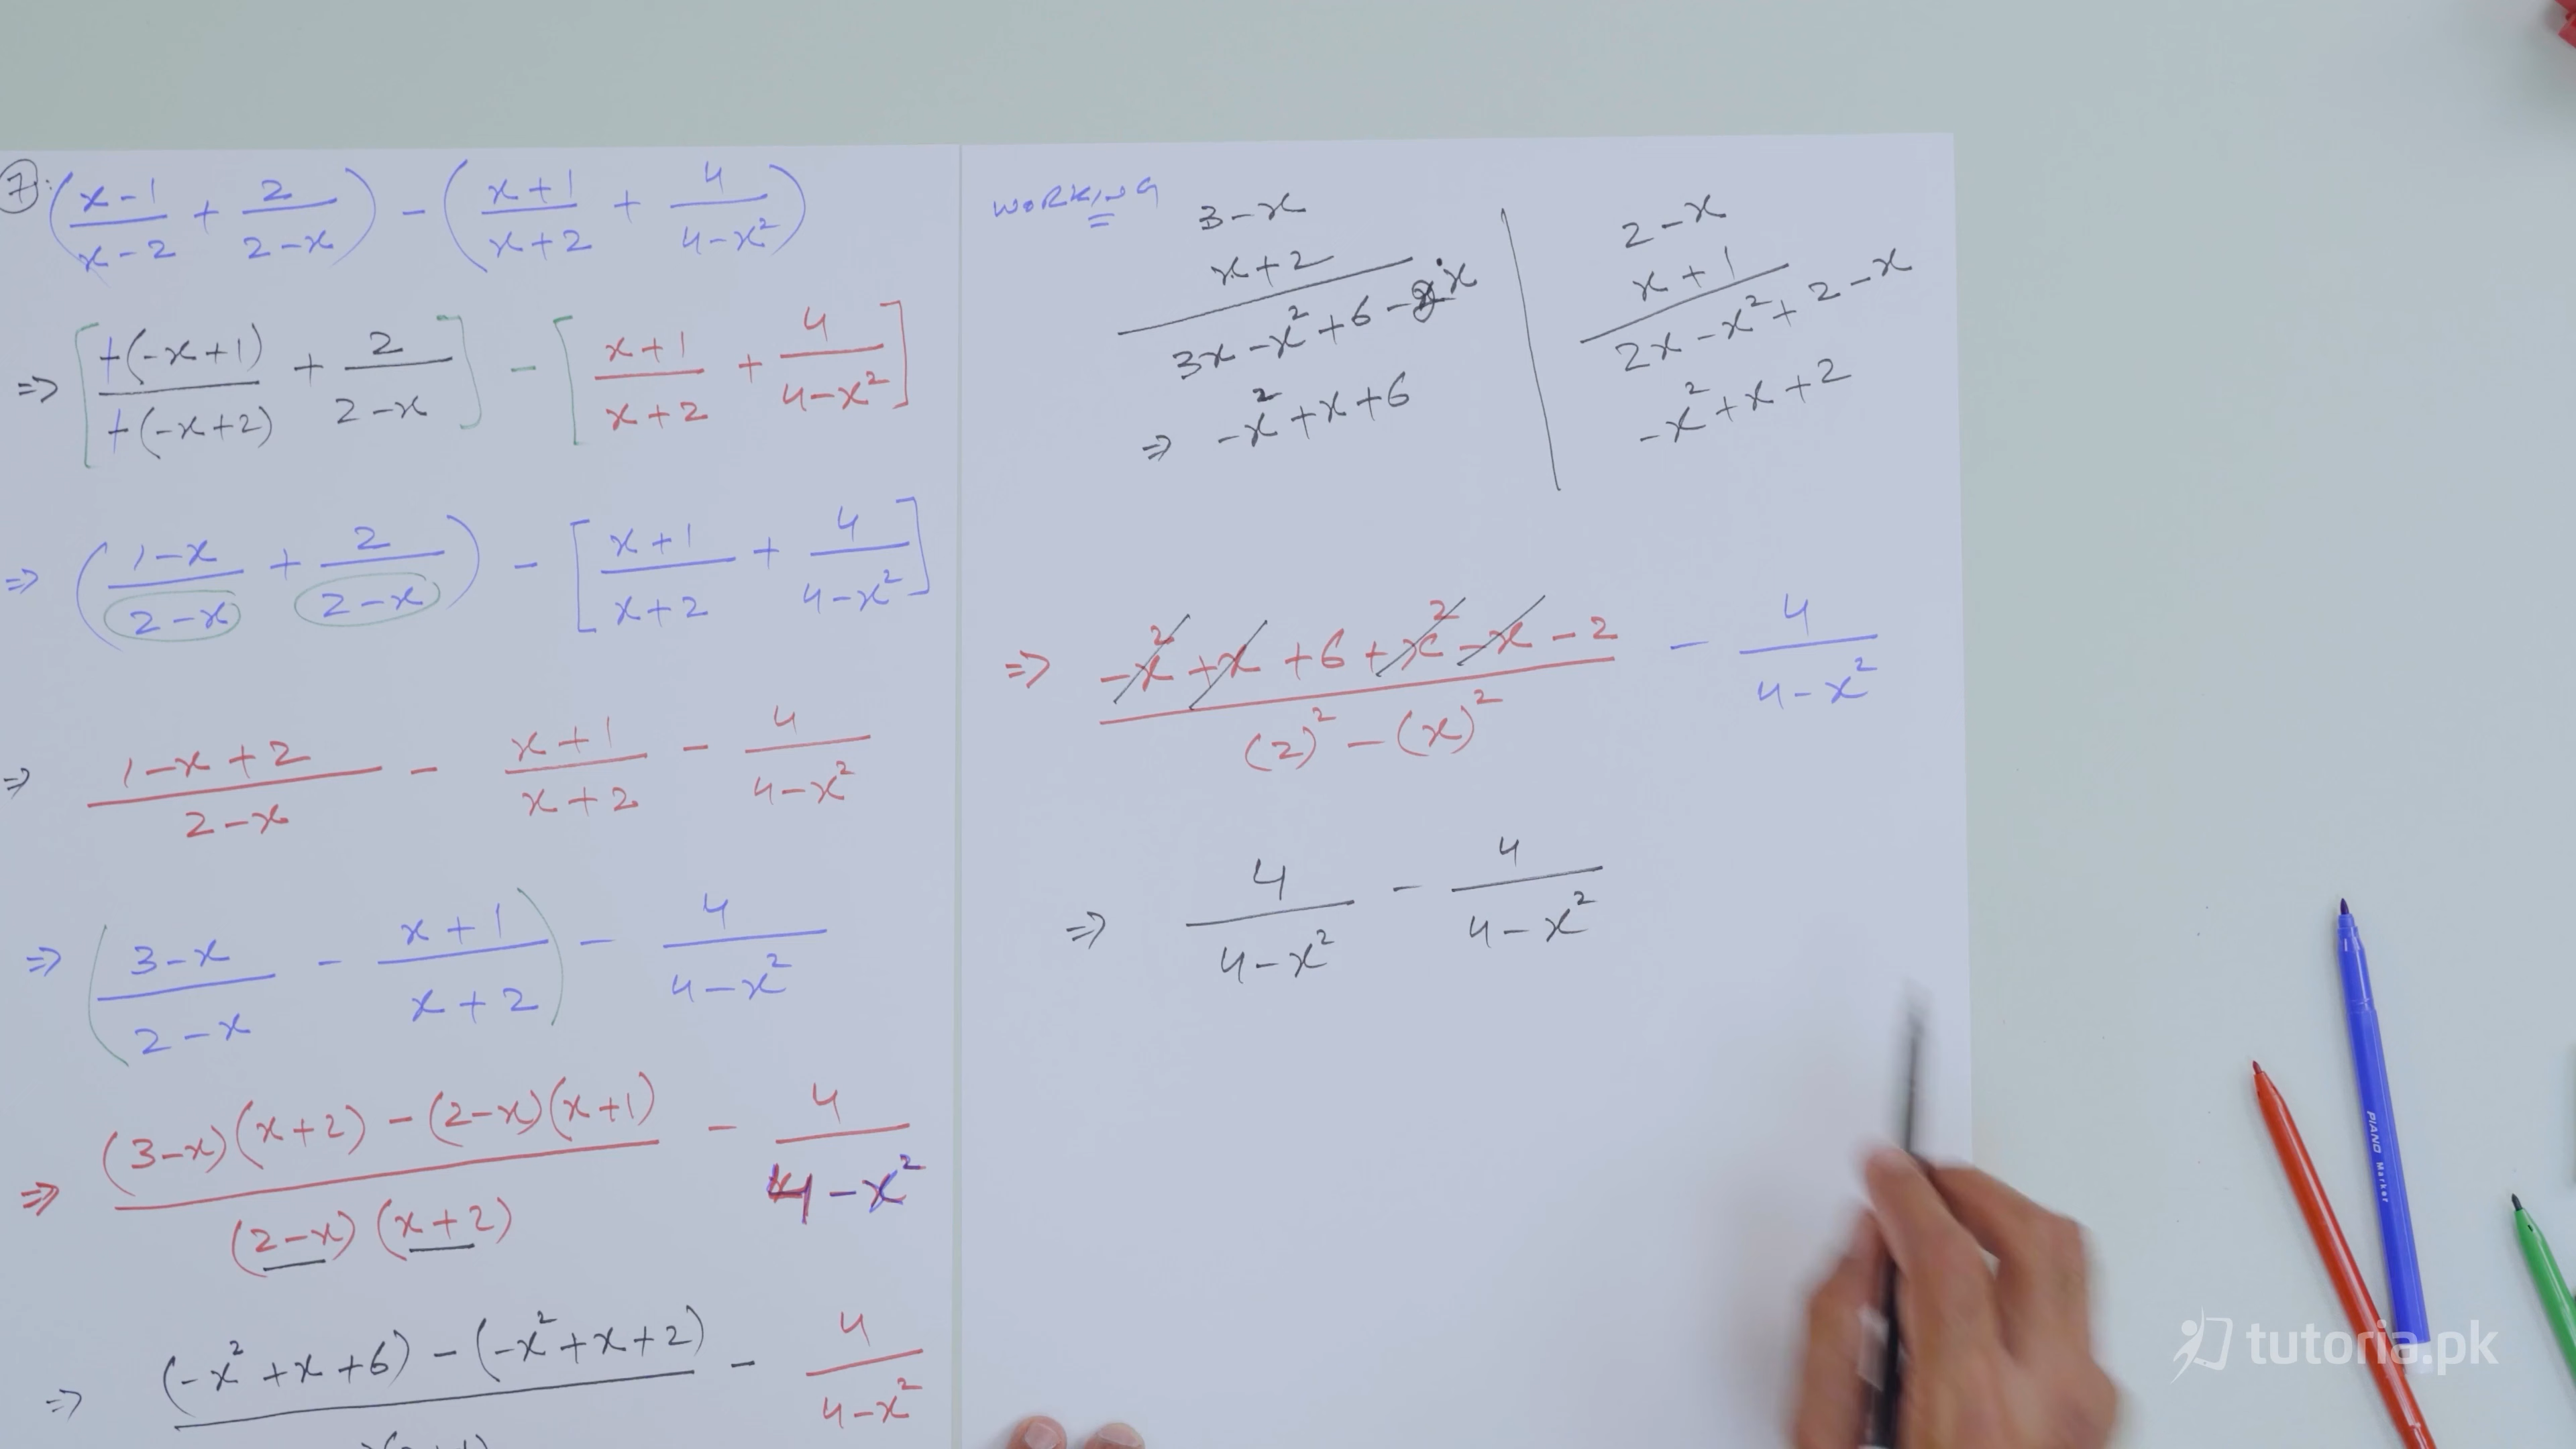 7: ((x-1)/(x-2) + 2/(2-x)) - ((x+1)/(x+2) + 4/(4-x²))
⇒ [+(-x+1)/+(-x+2) + 2/(2-x)] - [(x+1)/(x+2) + 4/(4-x²)]
⇒ ((1-x)/(2-x) + 2/(2-x)) - [(x+1)/(x+2) + 4/(4-x²)]
⇒ (1-x+2)/(2-x) - (x+1)/(x+2) - 4/(4-x²)
⇒ ((3-x)/(2-x) - (x+1)/(x+2)) - 4/(4-x²)
⇒ ((3-x)(x+2) - (2-x)(x+1))/((2-x)(x+2)) - 4/(4-x²)
⇒ ((-x²+x+6) - (-x²+x+2))/ - 4/(4-x²)
WORKING
3-x
x+2
3x-x²+6-2x
⇒ -x²+x+6
2-x
x+1
2x-x²+2-x
-x²+x+2
⇒ (-x²+x+6+x²-x-2)/((2)²-(x)²) - 4/(4-x²)
⇒ 4/(4-x²) - 4/(4-x²)
PIANO Marker
tutoria.pk